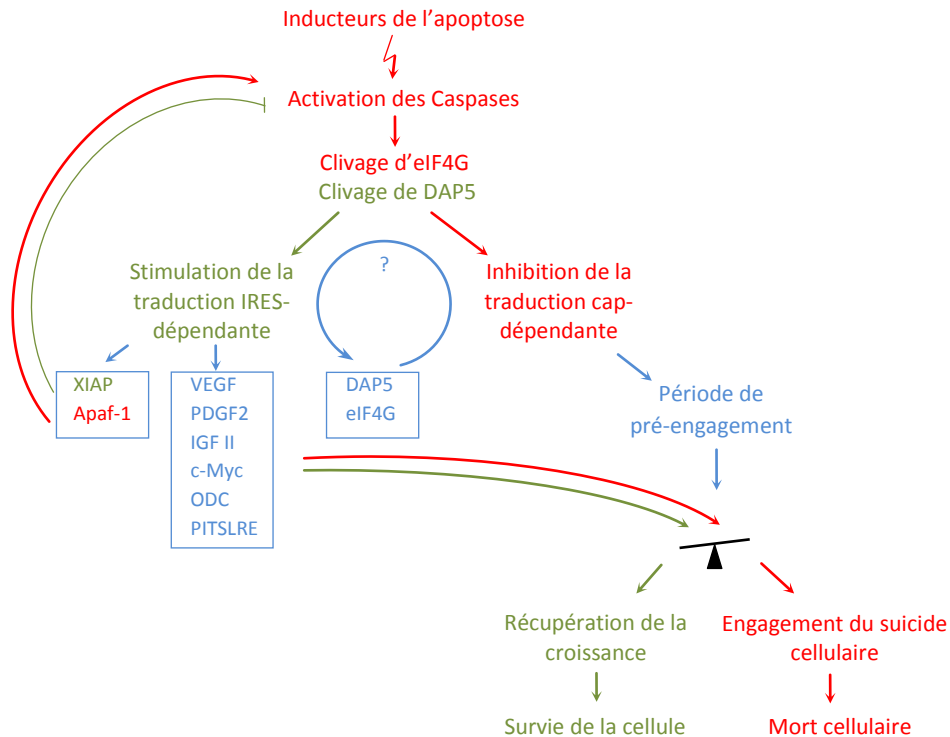 Inducteurs de l'apoptose
Activation des Caspases
Clivage d'eIF4G
Clivage de DAP5
?
Stimulation de la
traduction IRES-
dépendante
Inhibition de la
traduction cap-
dépendante
XIAP
Apaf-1
VEGF
PDGF2
IGF II
c-Myc
ODC
PITSLRE
DAP5
eIF4G
Période de
pré-engagement
Récupération de la
croissance
Engagement du suicide
cellulaire
Survie de la cellule
Mort cellulaire